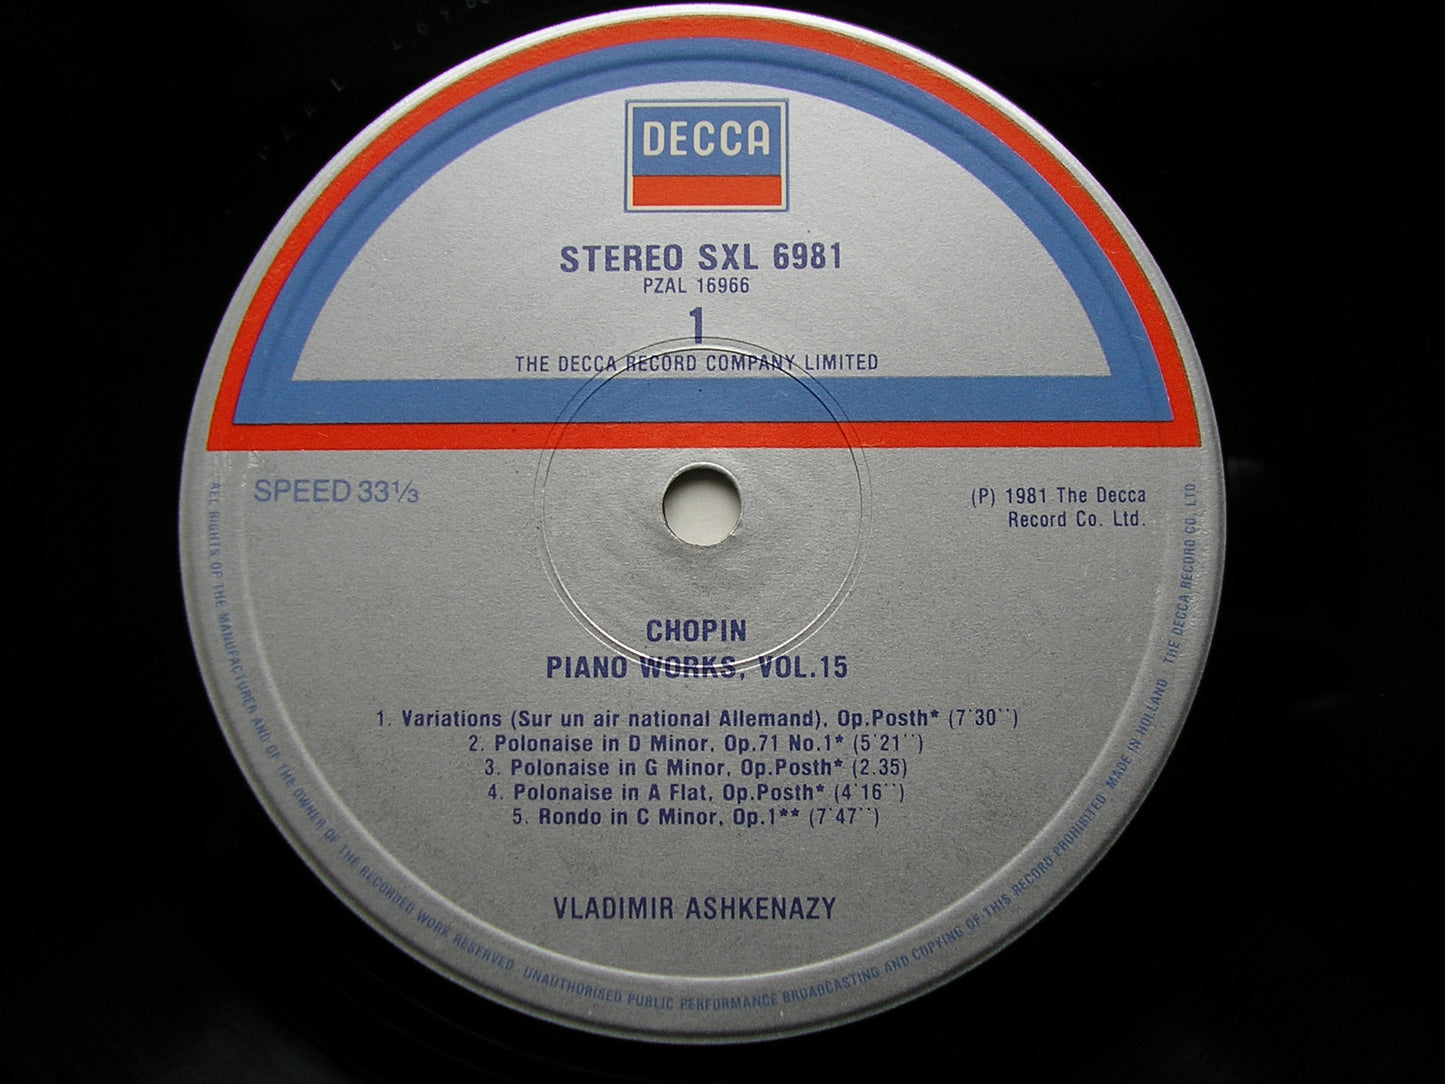 DECCA
STEREO SXL 6981
PZAL 16966
1
THE DECCA RECORD COMPANY LIMITED
SPEED 33⅓
(P) 1981 The Decca
Record Co. Ltd.
CHOPIN
PIANO WORKS, VOL.15
1. Variations (Sur un air national Allemand), Op.Posth* (7'30'')
2. Polonaise in D Minor, Op.71 No.1* (5'21'')
3. Polonaise in G Minor, Op.Posth* (2.35)
4. Polonaise in A Flat, Op.Posth* (4'16'')
5. Rondo in C Minor, Op.1** (7'47'')
VLADIMIR ASHKENAZY
ALL RIGHTS OF THE MANUFACTURER AND OF THE OWNER OF THE RECORDED WORK RESERVED UNAUTHORISED PUBLIC PERFORMANCE BROADCASTING AND COPYING OF THIS RECORD PROHIBITED MADE IN HOLLAND THE DECCA RECORD CO. LTD